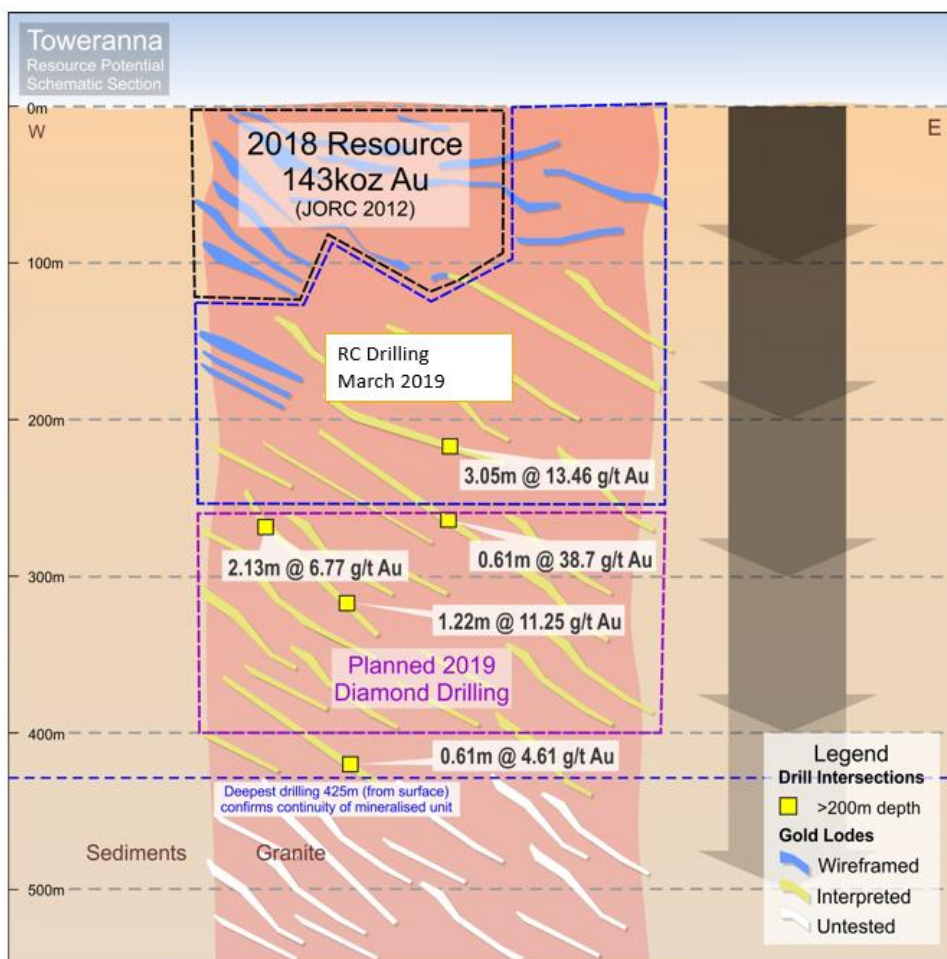 Toweranna
Resource Potential
Schematic Section
0m
W
E
2018 Resource
143koz Au
(JORC 2012)
100m
RC Drilling
March 2019
200m
3.05m @ 13.46 g/t Au
2.13m @ 6.77 g/t Au
0.61m @ 38.7 g/t Au
300m
1.22m @ 11.25 g/t Au
Planned 2019
Diamond Drilling
400m
0.61m @ 4.61 g/t Au
Deepest drilling 425m (from surface)
confirms continuity of mineralised unit
Sediments
Granite
500m
Legend
Drill Intersections
>200m depth
Gold Lodes
Wireframed
Interpreted
Untested